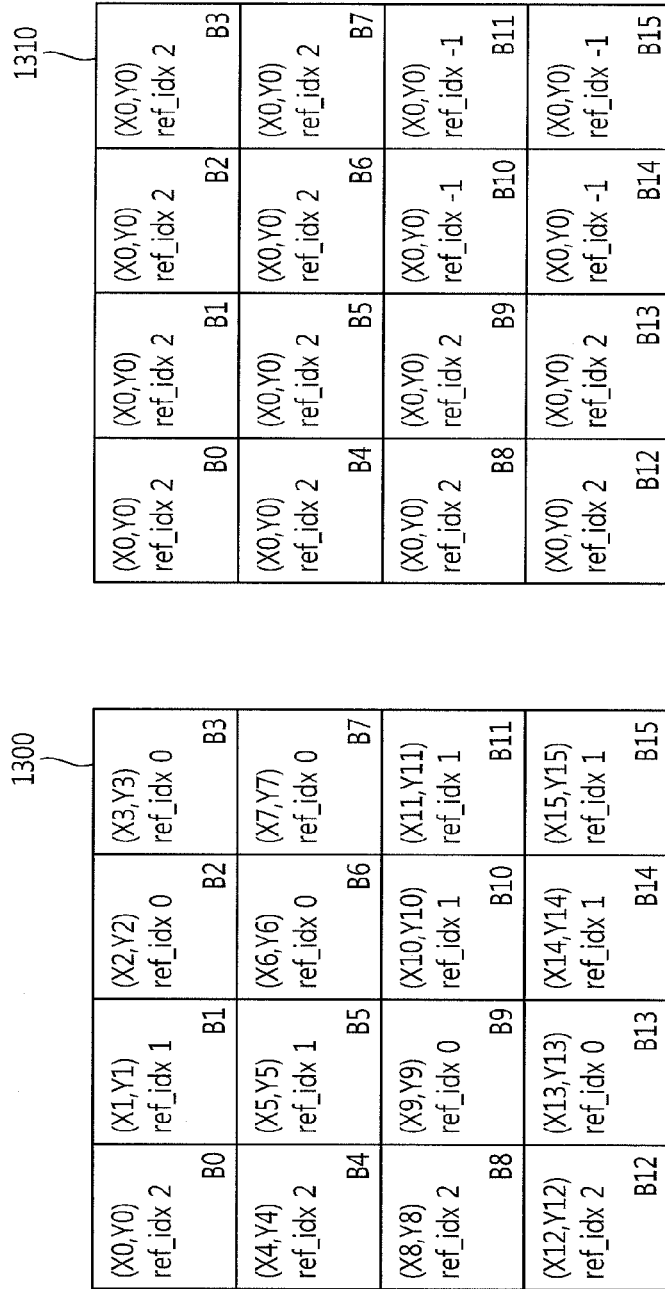 1300
(X0,Y0)
ref_idx 2
B0
(X1,Y1)
ref_idx 1
B1
(X2,Y2)
ref_idx 0
B2
(X3,Y3)
ref_idx 0
B3
(X4,Y4)
ref_idx 2
B4
(X5,Y5)
ref_idx 1
B5
(X6,Y6)
ref_idx 0
B6
(X7,Y7)
ref_idx 0
B7
(X8,Y8)
ref_idx 2
B8
(X9,Y9)
ref_idx 0
B9
(X10,Y10)
ref_idx 1
B10
(X11,Y11)
ref_idx 1
B11
(X12,Y12)
ref_idx 2
B12
(X13,Y13)
ref_idx 0
B13
(X14,Y14)
ref_idx 1
B14
(X15,Y15)
ref_idx 1
B15
1310
(X0,Y0)
ref_idx 2
B0
(X0,Y0)
ref_idx 2
B1
(X0,Y0)
ref_idx 2
B2
(X0,Y0)
ref_idx 2
B3
(X0,Y0)
ref_idx 2
B4
(X0,Y0)
ref_idx 2
B5
(X0,Y0)
ref_idx 2
B6
(X0,Y0)
ref_idx 2
B7
(X0,Y0)
ref_idx 2
B8
(X0,Y0)
ref_idx 2
B9
(X0,Y0)
ref_idx -1
B10
(X0,Y0)
ref_idx -1
B11
(X0,Y0)
ref_idx 2
B12
(X0,Y0)
ref_idx 2
B13
(X0,Y0)
ref_idx -1
B14
(X0,Y0)
ref_idx -1
B15